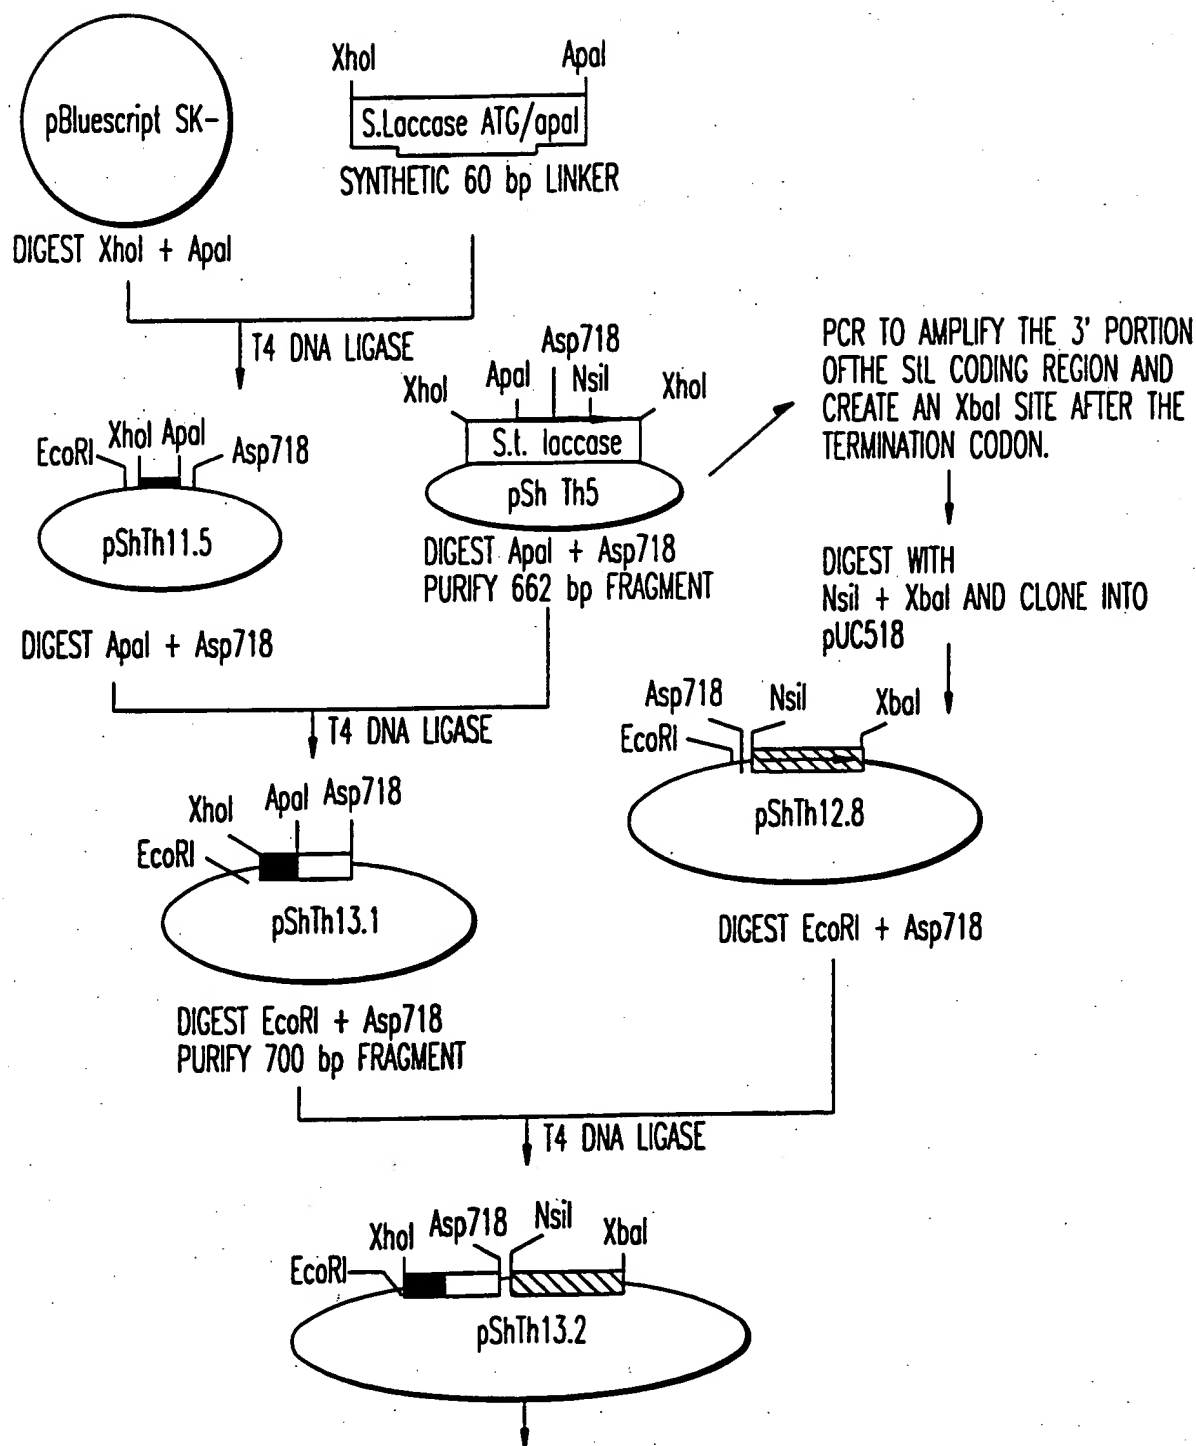 XhoI
ApaI
pBluescript SK-
S.Laccase ATG/apaI
SYNTHETIC 60 bp LINKER
DIGEST XhoI + ApaI
T4 DNA LIGASE
XhoI
ApaI
Asp718
NsiI
XhoI
S.t. laccase
pSh Th5
PCR TO AMPLIFY THE 3' PORTION
OFTHE StL CODING REGION AND
CREATE AN XbaI SITE AFTER THE
TERMINATION CODON.
EcoRI
XhoI
ApaI
Asp718
pShTh11.5
DIGEST ApaI + Asp718
PURIFY 662 bp FRAGMENT
DIGEST WITH
NsiI + XbaI AND CLONE INTO
pUC518
DIGEST ApaI + Asp718
T4 DNA LIGASE
Asp718
NsiI
XbaI
EcoRI
pShTh12.8
XhoI
ApaI
Asp718
EcoRI
pShTh13.1
DIGEST EcoRI + Asp718
DIGEST EcoRI + Asp718
PURIFY 700 bp FRAGMENT
T4 DNA LIGASE
XhoI
Asp718
NsiI
XbaI
EcoRI
pShTh13.2